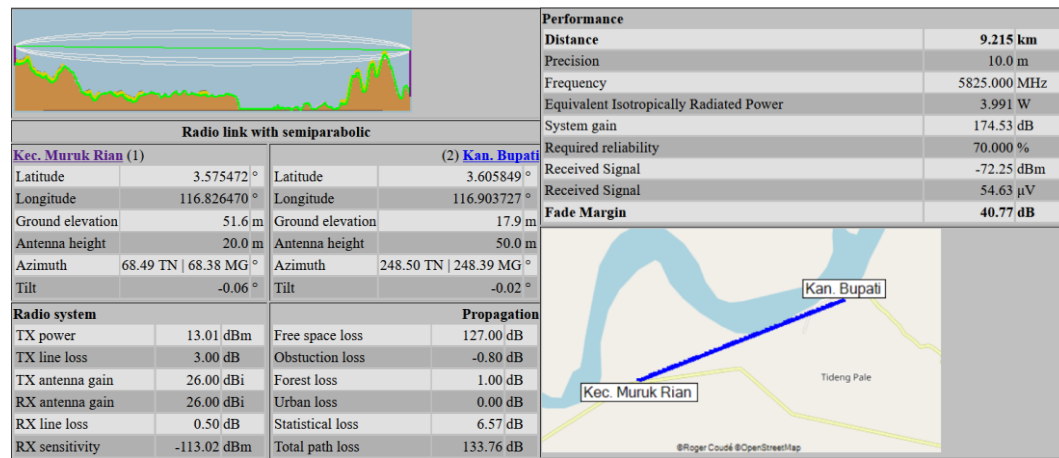 Radio link with semiparabolic
Kec. Muruk Rian (1)
Latitude 3.575472 °
Longitude 116.826470 °
Ground elevation 51.6 m
Antenna height 20.0 m
Azimuth 68.49 TN | 68.38 MG °
Tilt -0.06 °
(2) Kan. Bupati
Latitude 3.605849 °
Longitude 116.903727 °
Ground elevation 17.9 m
Antenna height 50.0 m
Azimuth 248.50 TN | 248.39 MG °
Tilt -0.02 °
Radio system
TX power 13.01 dBm
TX line loss 3.00 dB
TX antenna gain 26.00 dBi
RX antenna gain 26.00 dBi
RX line loss 0.50 dB
RX sensitivity -113.02 dBm
Propagation
Free space loss 127.00 dB
Obstuction loss -0.80 dB
Forest loss 1.00 dB
Urban loss 0.00 dB
Statistical loss 6.57 dB
Total path loss 133.76 dB
Performance
Distance 9.215 km
Precision 10.0 m
Frequency 5825.000 MHz
Equivalent Isotropically Radiated Power 3.991 W
System gain 174.53 dB
Required reliability 70.000 %
Received Signal -72.25 dBm
Received Signal 54.63 µV
Fade Margin 40.77 dB
Kan. Bupati
Tideng Pale
Kec. Muruk Rian
©Roger Coudé ©OpenStreetMap